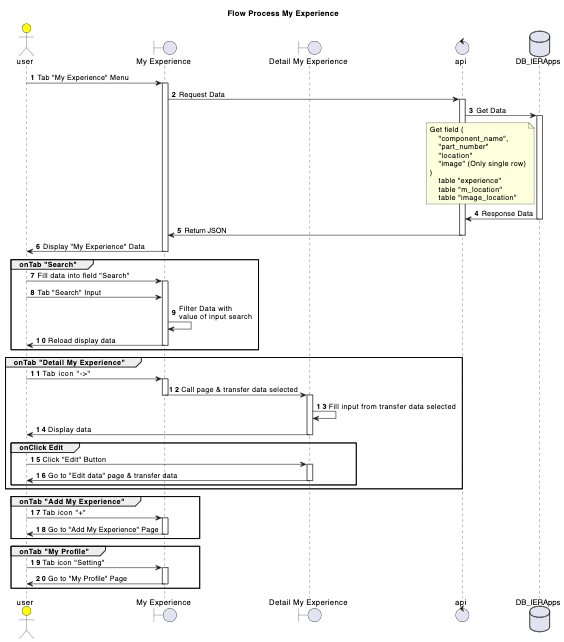 Flow Process My Experience
user
My Experience
Detail My Experience
api
DB_IERApps
1 Tab "My Experience" Menu
2 Request Data
3 Get Data
Get field (
"component_name",
"part_number"
"location"
"image" (Only single row)
)
table "experience"
table "m_location"
table "image_location"
4 Response Data
5 Return JSON
6 Display "My Experience" Data
onTab "Search"
7 Fill data into field "Search"
8 Tab "Search" Input
9 Filter Data with
value of input search
10 Reload display data
onTab "Detail My Experience"
11 Tab icon "->"
12 Call page & transfer data selected
13 Fill input from transfer data selected
14 Display data
onClick Edit
15 Click "Edit" Button
16 Go to "Edit data" page & transfer data
onTab "Add My Experience"
17 Tab icon "+"
18 Go to "Add My Experience" Page
onTab "My Profile"
19 Tab icon "Setting"
20 Go to "My Profile" Page
user
My Experience
Detail My Experience
api
DB_IERApps